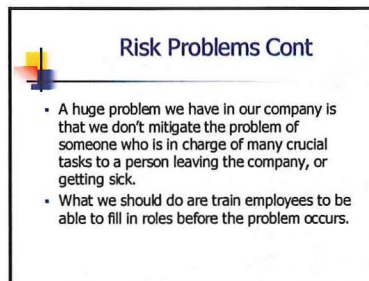 Risk Problems Cont
A huge problem we have in our company is
that we don't mitigate the problem of
someone who is in charge of many crucial
tasks to a person leaving the company, or
getting sick.
What we should do are train employees to be
able to fill in roles before the problem occurs.